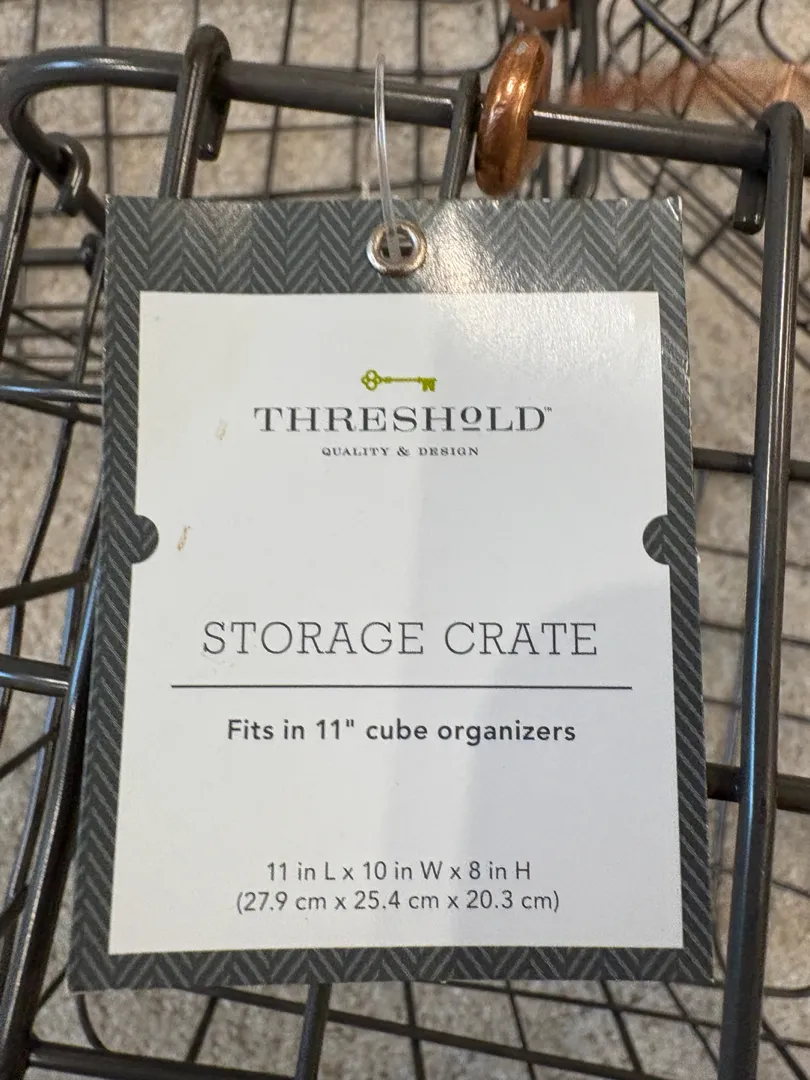 THRESHOLD™
QUALITY & DESIGN
STORAGE CRATE
Fits in 11" cube organizers
11 in L x 10 in W x 8 in H
(27.9 cm x 25.4 cm x 20.3 cm)